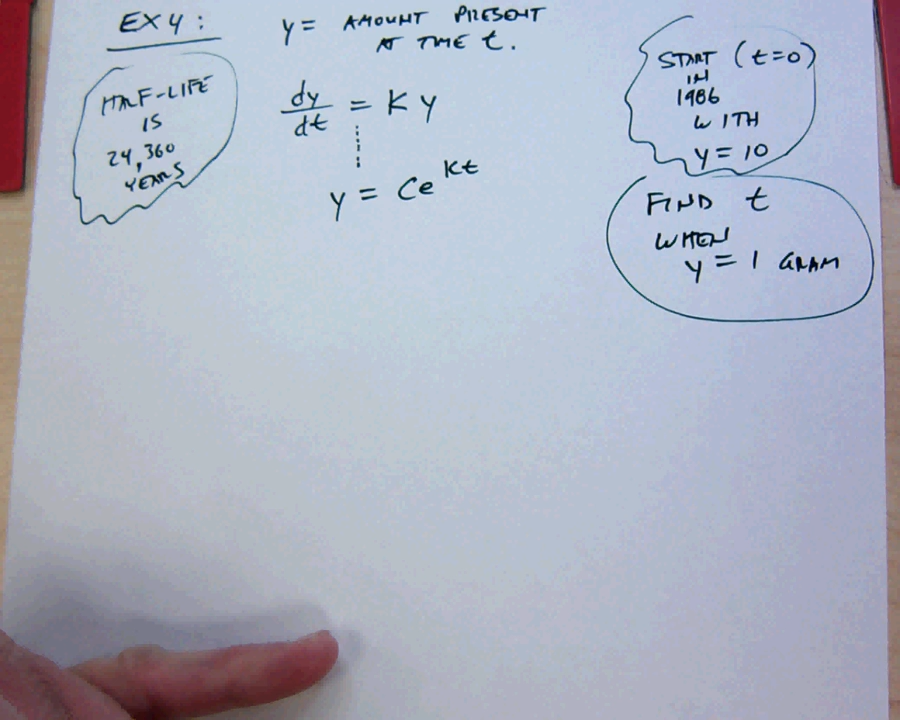 EX 4:
y = AMOUNT PRESENT
AT TIME t.
HALF-LIFE
IS
24,360
YEARS
dy/dt = Ky
y = Ce^Kt
START (t=0)
IN
1986
WITH
y = 10
FIND t
WHEN
y = 1 GRAM